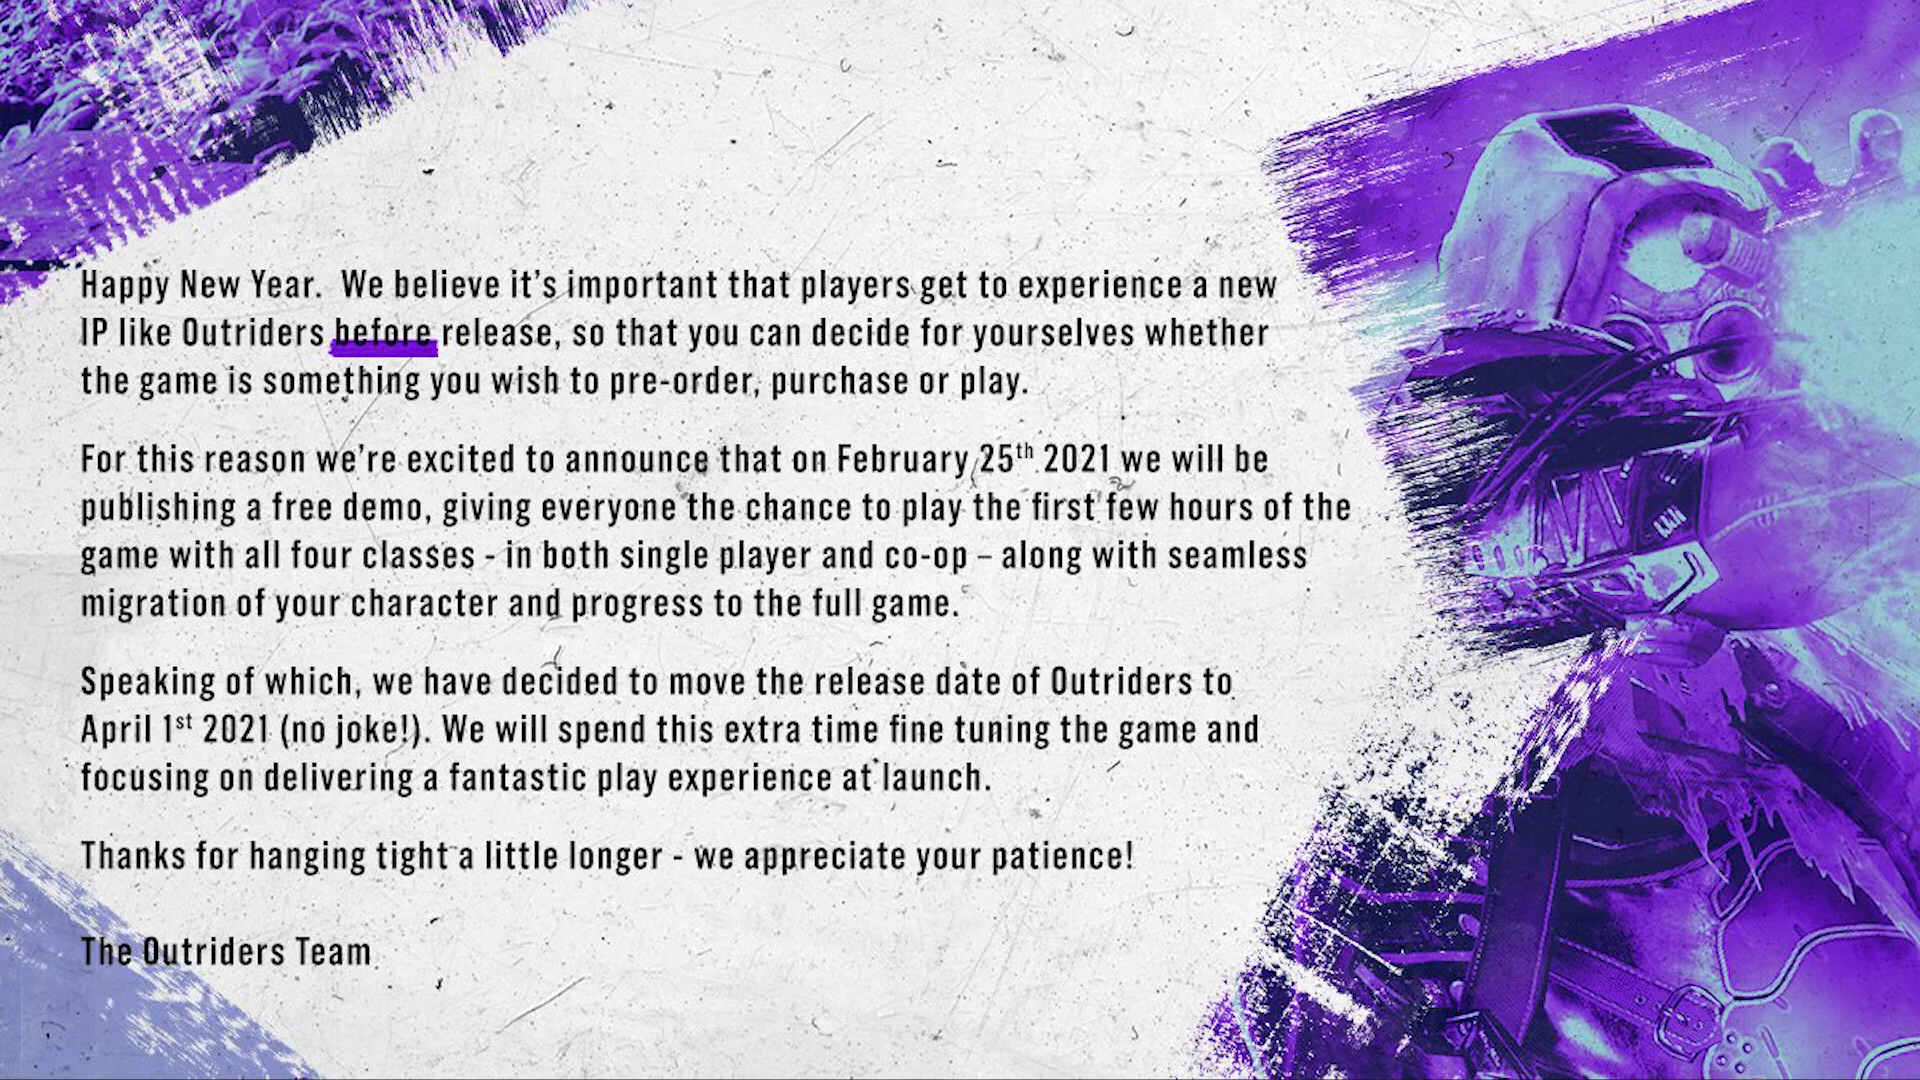 Happy New Year.  We believe it’s important that players get to experience a new
IP like Outriders before release, so that you can decide for yourselves whether
the game is something you wish to pre-order, purchase or play.
For this reason we’re excited to announce that on February 25th 2021 we will be
publishing a free demo, giving everyone the chance to play the first few hours of the
game with all four classes - in both single player and co-op – along with seamless
migration of your character and progress to the full game.
Speaking of which, we have decided to move the release date of Outriders to
April 1st 2021 (no joke!). We will spend this extra time fine tuning the game and
focusing on delivering a fantastic play experience at launch.
Thanks for hanging tight a little longer - we appreciate your patience!
The Outriders Team